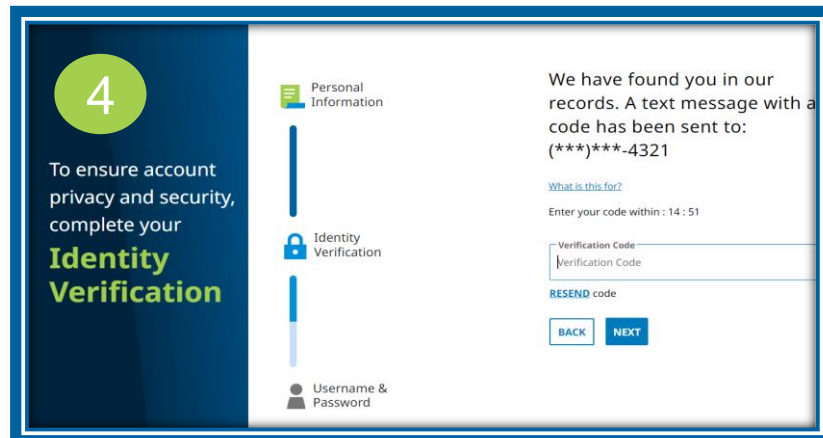 4
To ensure account
privacy and security,
complete your
Identity
Verification
Personal
Information
Identity
Verification
Username &
Password
We have found you in our
records. A text message with a
code has been sent to:
(***)***-4321
What is this for?
Enter your code within : 14 : 51
Verification Code
Verification Code
RESEND code
BACK NEXT